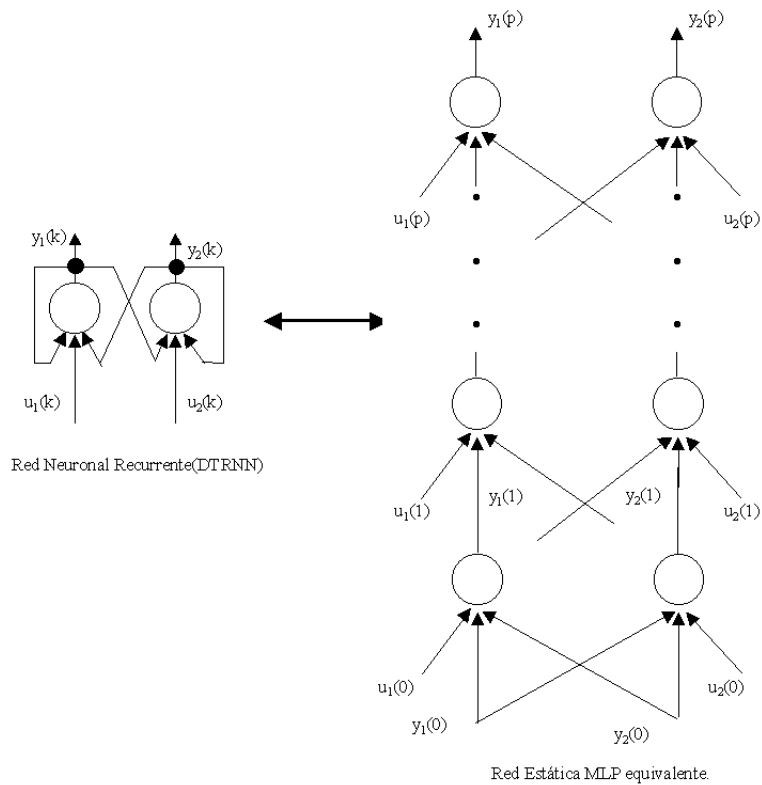 y₁(p) y₂(p)
u₁(p) u₂(p)
y₁(k) y₂(k)
u₁(k) u₂(k)
Red Neuronal Recurrente(DTRNN)
u₁(1) y₁(1) y₂(1) u₂(1)
u₁(0) u₂(0)
y₁(0) y₂(0)
Red Estática MLP equivalente.